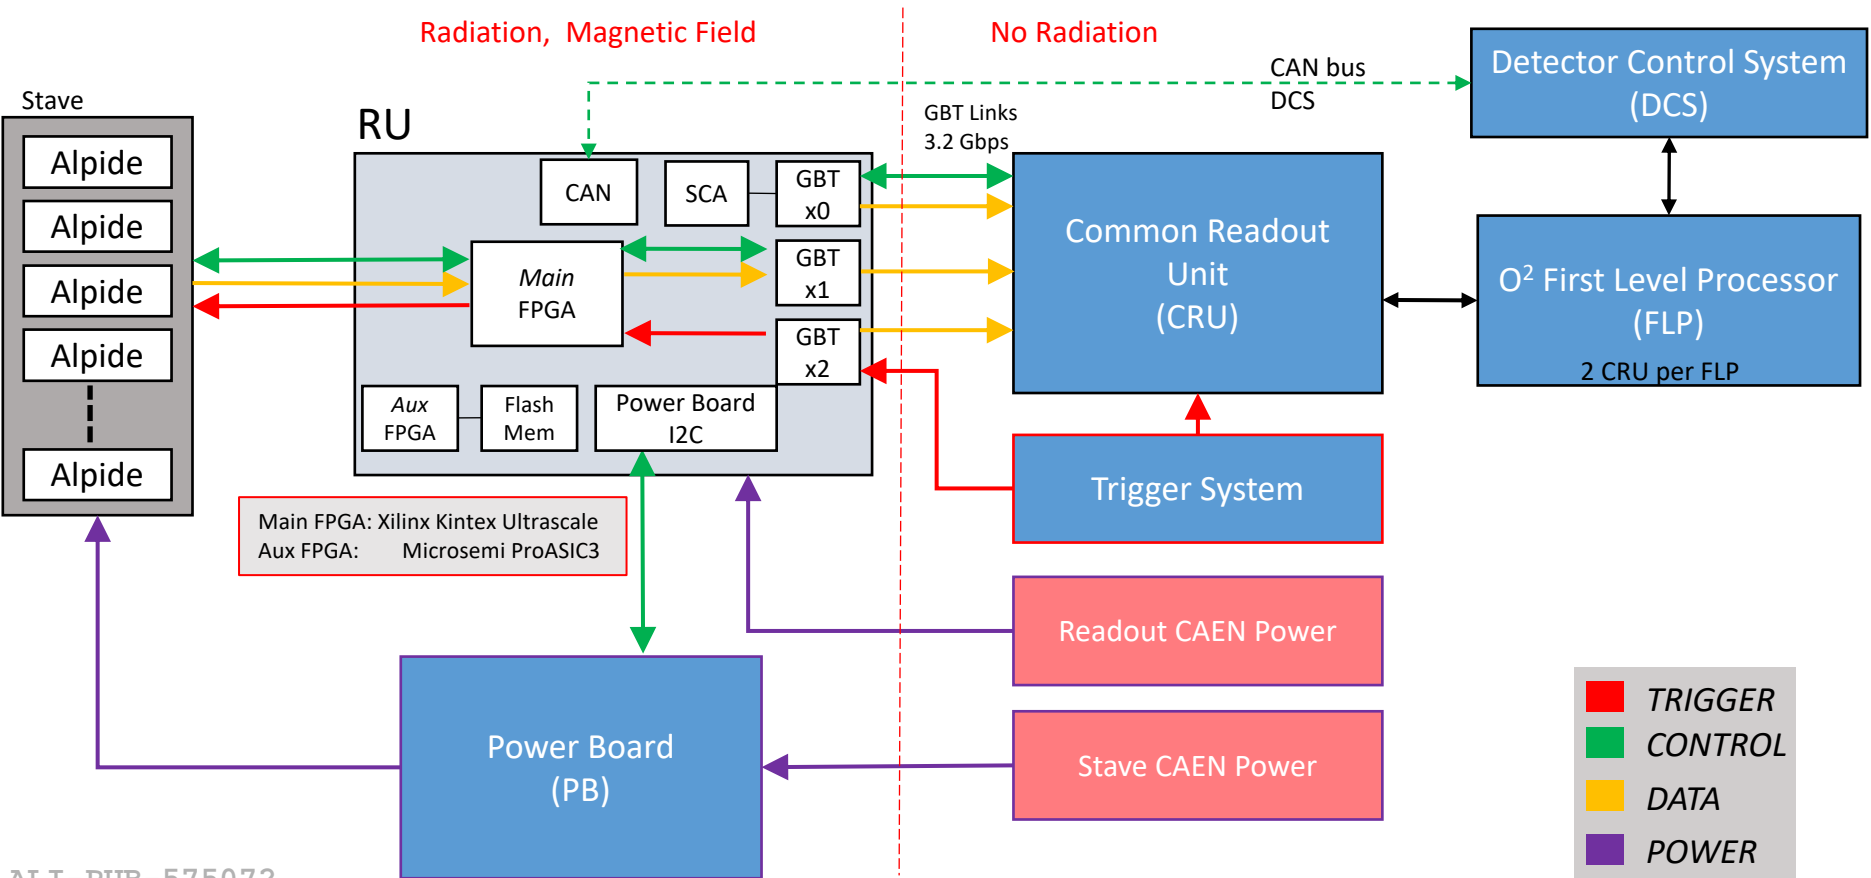 Radiation, Magnetic Field
No Radiation
Stave
Alpide
Alpide
Alpide
Alpide
Alpide
RU
CAN
SCA
GBT
x0
Main
FPGA
GBT
x1
GBT
x2
Aux
FPGA
Flash
Mem
Power Board
I2C
CAN bus
DCS
GBT Links
3.2 Gbps
Detector Control System
(DCS)
Common Readout
Unit
(CRU)
O² First Level Processor
(FLP)
2 CRU per FLP
Trigger System
Main FPGA: Xilinx Kintex Ultrascale
Aux FPGA: Microsemi ProASIC3
Readout CAEN Power
Power Board
(PB)
Stave CAEN Power
TRIGGER
CONTROL
DATA
POWER